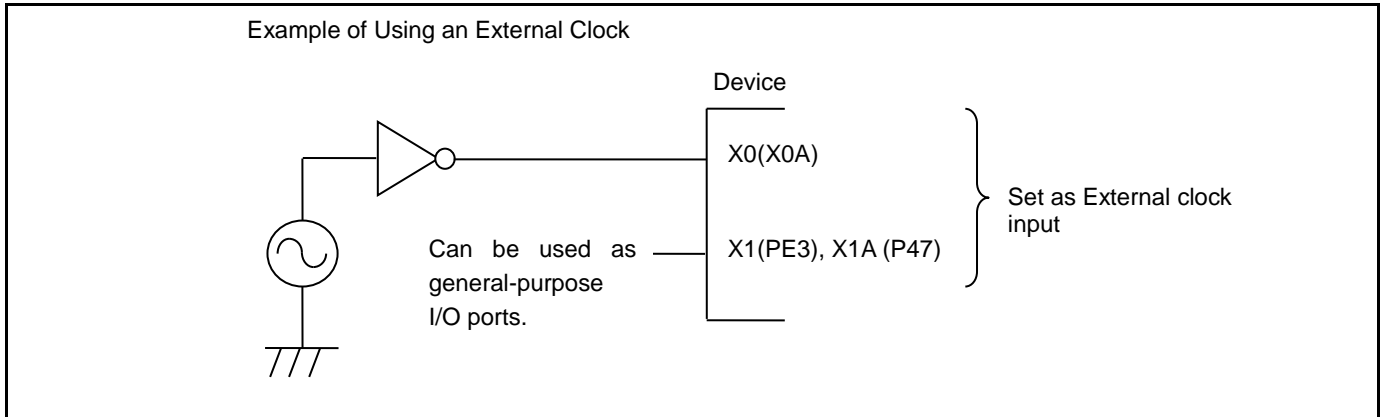 Example of Using an External Clock
Device
X0(X0A)
Set as External clock
input
Can be used as
general-purpose
I/O ports.
X1(PE3), X1A (P47)